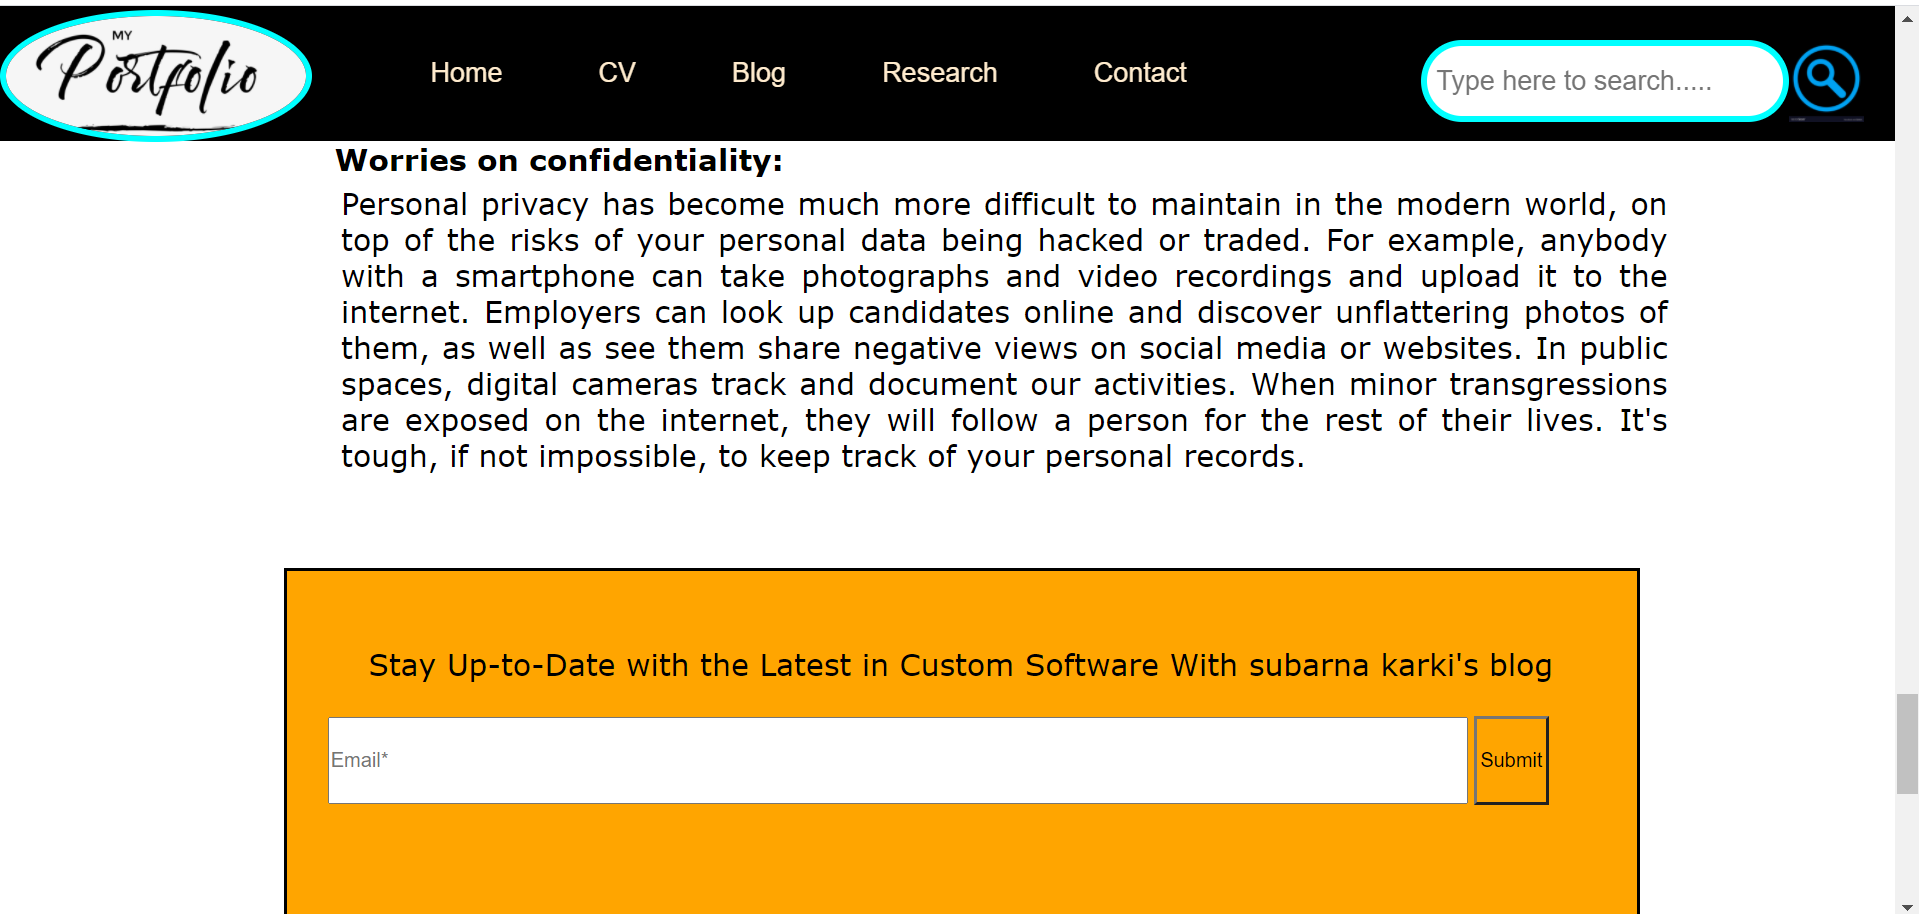 MY
Portfolio
Home CV Blog Research Contact
Type here to search.....
Worries on confidentiality:
Personal privacy has become much more difficult to maintain in the modern world, on
top of the risks of your personal data being hacked or traded. For example, anybody
with a smartphone can take photographs and video recordings and upload it to the
internet. Employers can look up candidates online and discover unflattering photos of
them, as well as see them share negative views on social media or websites. In public
spaces, digital cameras track and document our activities. When minor transgressions
are exposed on the internet, they will follow a person for the rest of their lives. It's
tough, if not impossible, to keep track of your personal records.
Stay Up-to-Date with the Latest in Custom Software With subarna karki's blog
Email*
Submit